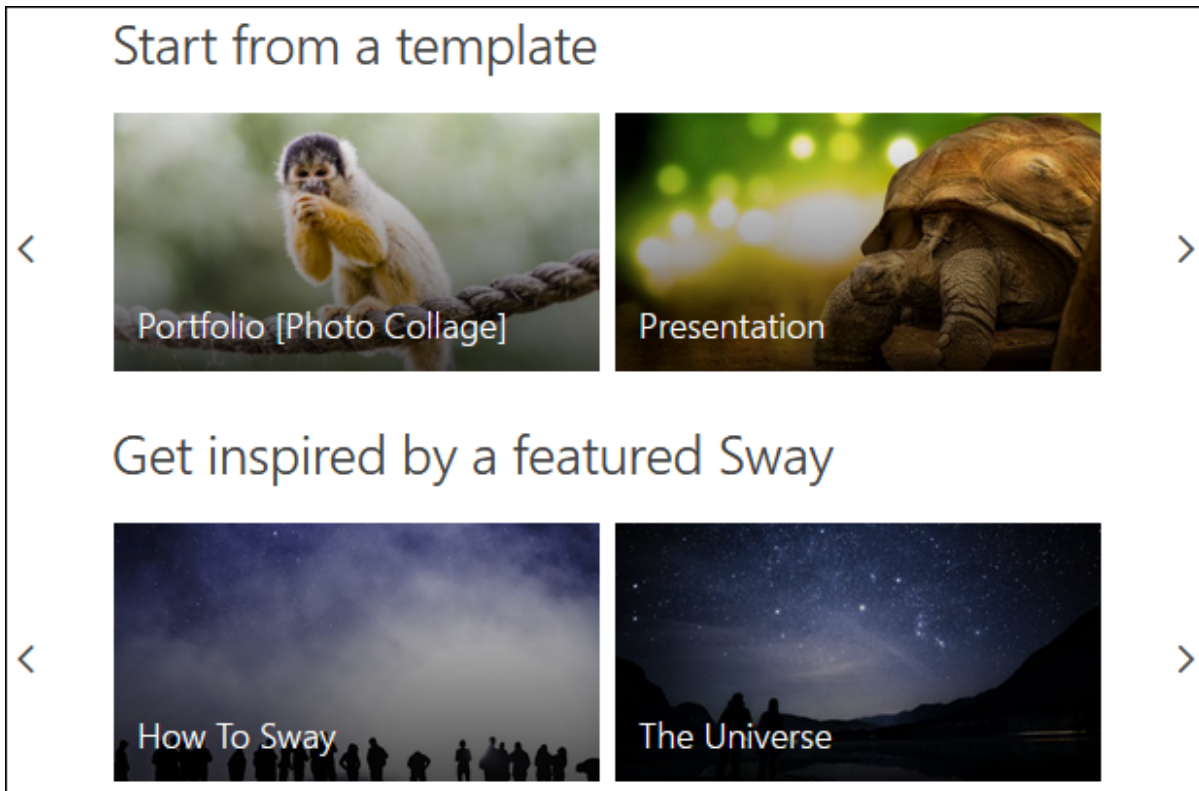 Start from a template
Portfolio [Photo Collage]
Presentation
Get inspired by a featured Sway
How To Sway
The Universe